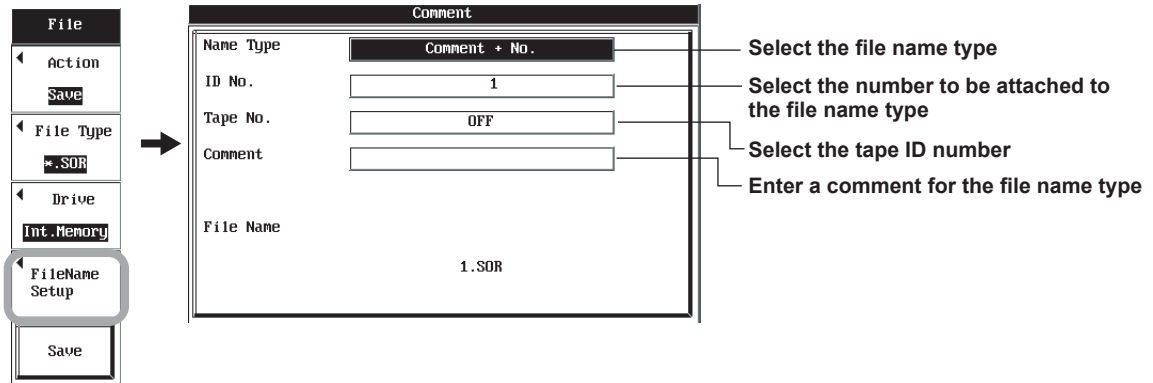 File
Action
Save
File Type
*.SOR
Drive
Int.Memory
FileName
Setup
Save
Comment
Name Type
Comment + No.
ID No.
1
Tape No.
OFF
Comment
File Name
1.SOR
Select the file name type
Select the number to be attached to
the file name type
Select the tape ID number
Enter a comment for the file name type